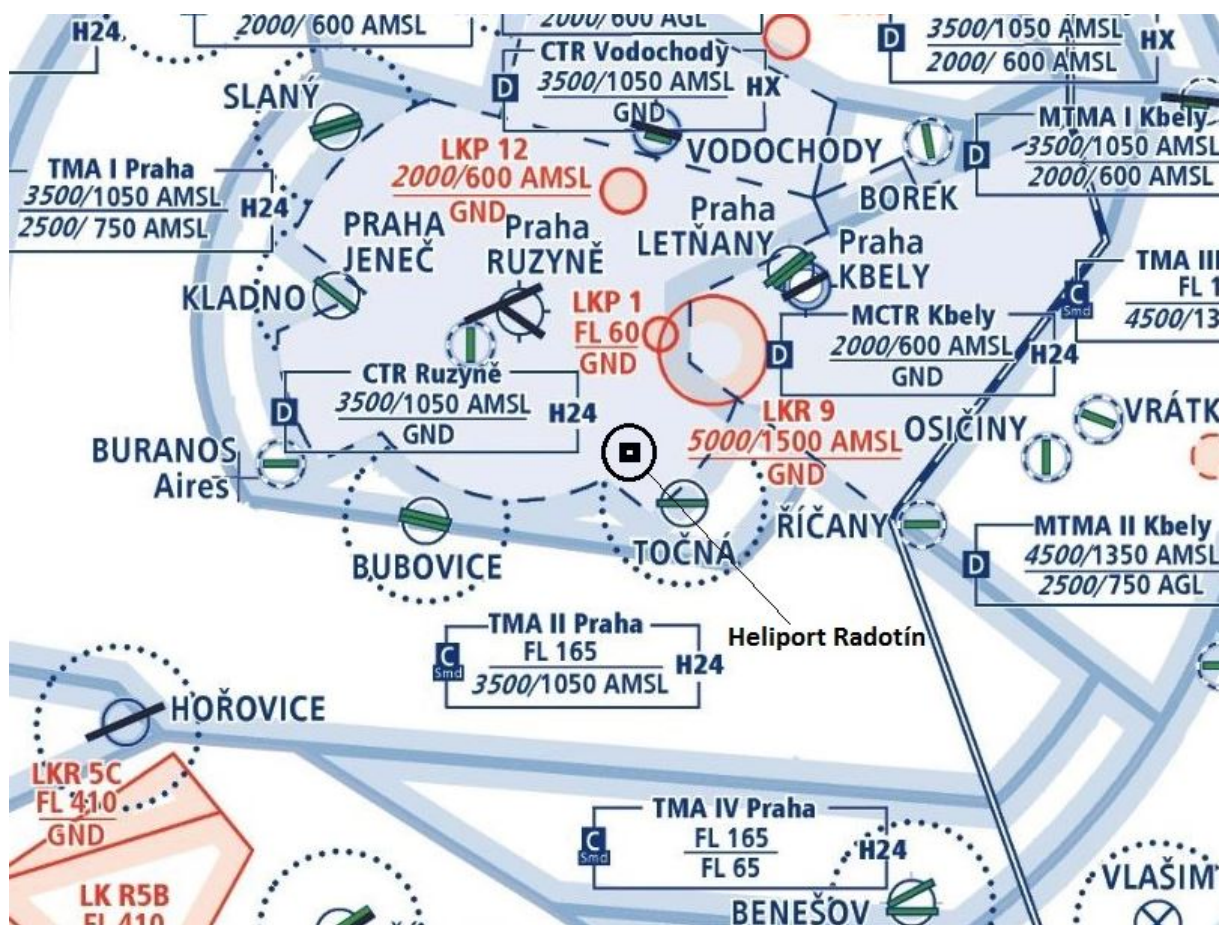 H24
2000/ 600 AMSL
2000/600 AGL
CTR Vodochody
D
3500/1050 AMSL
GND
HX
D
3500/1050 AMSL
2000/ 600 AMSL
HX
SLANÝ
VODOCHODY
MTMA I Kbely
D
3500/1050 AMSL
2000/600 AMSL
LKP 12
2000/600 AMSL
GND
TMA I Praha
3500/1050 AMSL
2500/ 750 AMSL
H24
BOREK
PRAHA
JENEČ
Praha
RUZYNĚ
Praha
LETŇANY
Praha
KBELY
KLADNO
LKP 1
FL 60
GND
TMA III
C
Smd
FL 1
4500/13
MCTR Kbely
D
2000/600 AMSL
GND
H24
CTR Ruzyně
D
3500/1050 AMSL
GND
H24
LKR 9
5000/1500 AMSL
GND
OSIČINY
VRÁTK
BURANOS
Aires
BUBOVICE
TOČNÁ
ŘÍČANY
MTMA II Kbely
D
4500/1350 AMSL
2500/750 AGL
Heliport Radotín
TMA II Praha
C
Smd
FL 165
3500/1050 AMSL
H24
HOŘOVICE
LKR 5C
FL 410
GND
TMA IV Praha
C
Smd
FL 165
FL 65
H24
LK R5B
FL 410
BENEŠOV
VLAŠIM